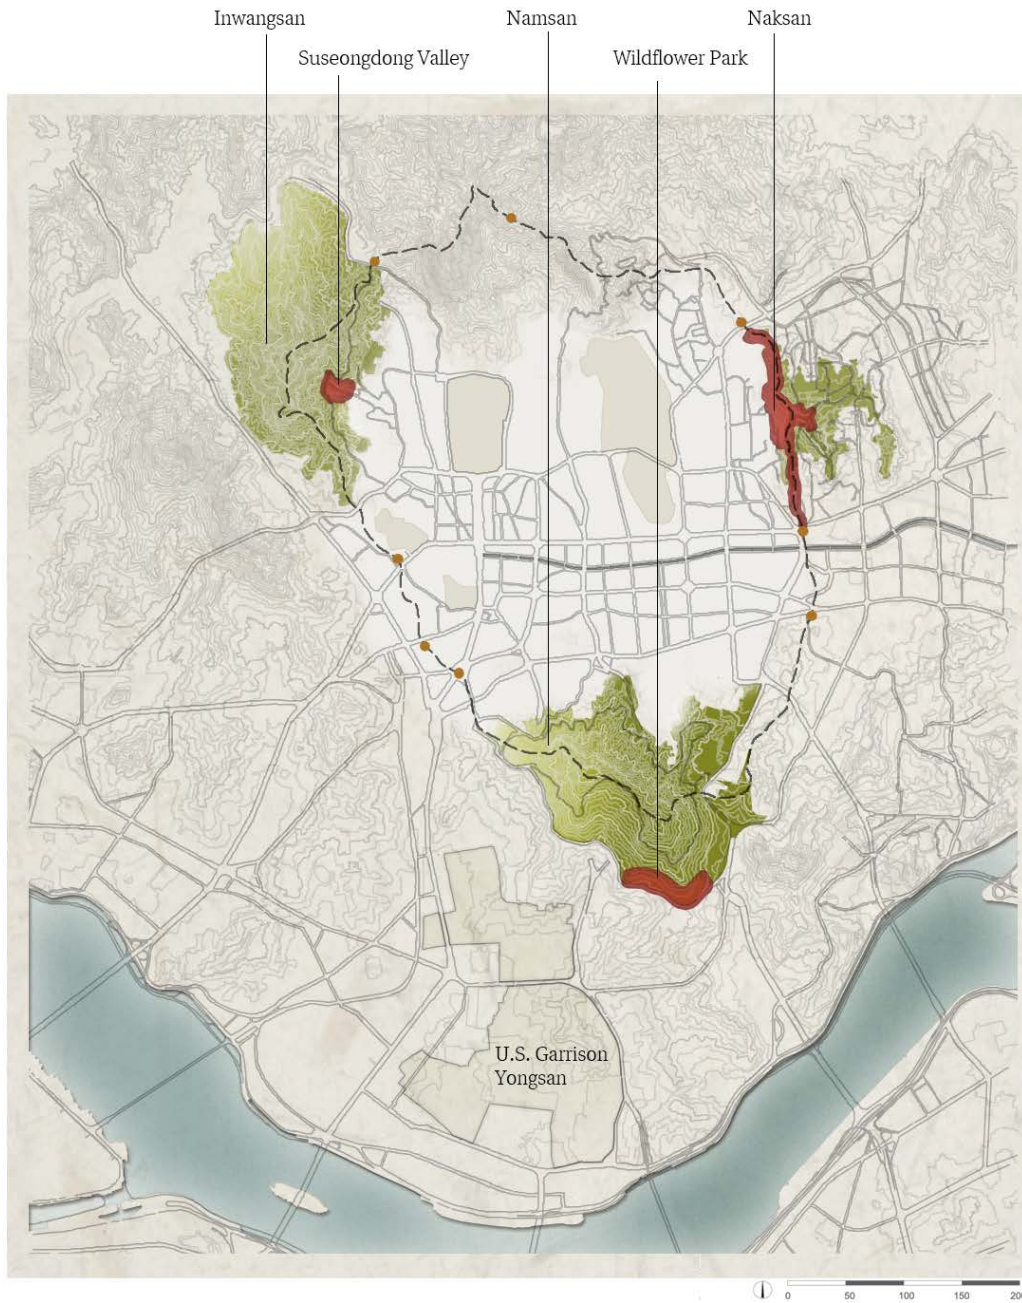 Inwangsan
Namsan
Naksan
Suseongdong Valley
Wildflower Park
U.S. Garrison
Yongsan
0 50 100 150